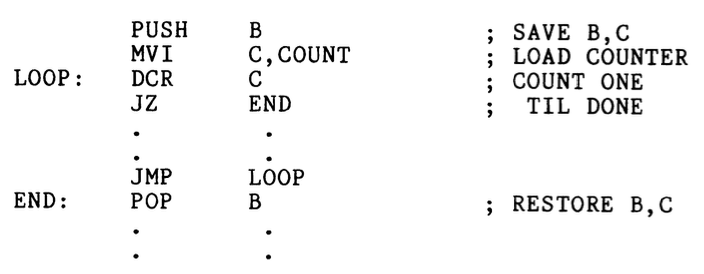 PUSH B ; SAVE B,C
MVI C,COUNT ; LOAD COUNTER
LOOP: DCR C ; COUNT ONE
JZ END ; TIL DONE
. .
. .
JMP LOOP
END: POP B ; RESTORE B,C
. .
. .